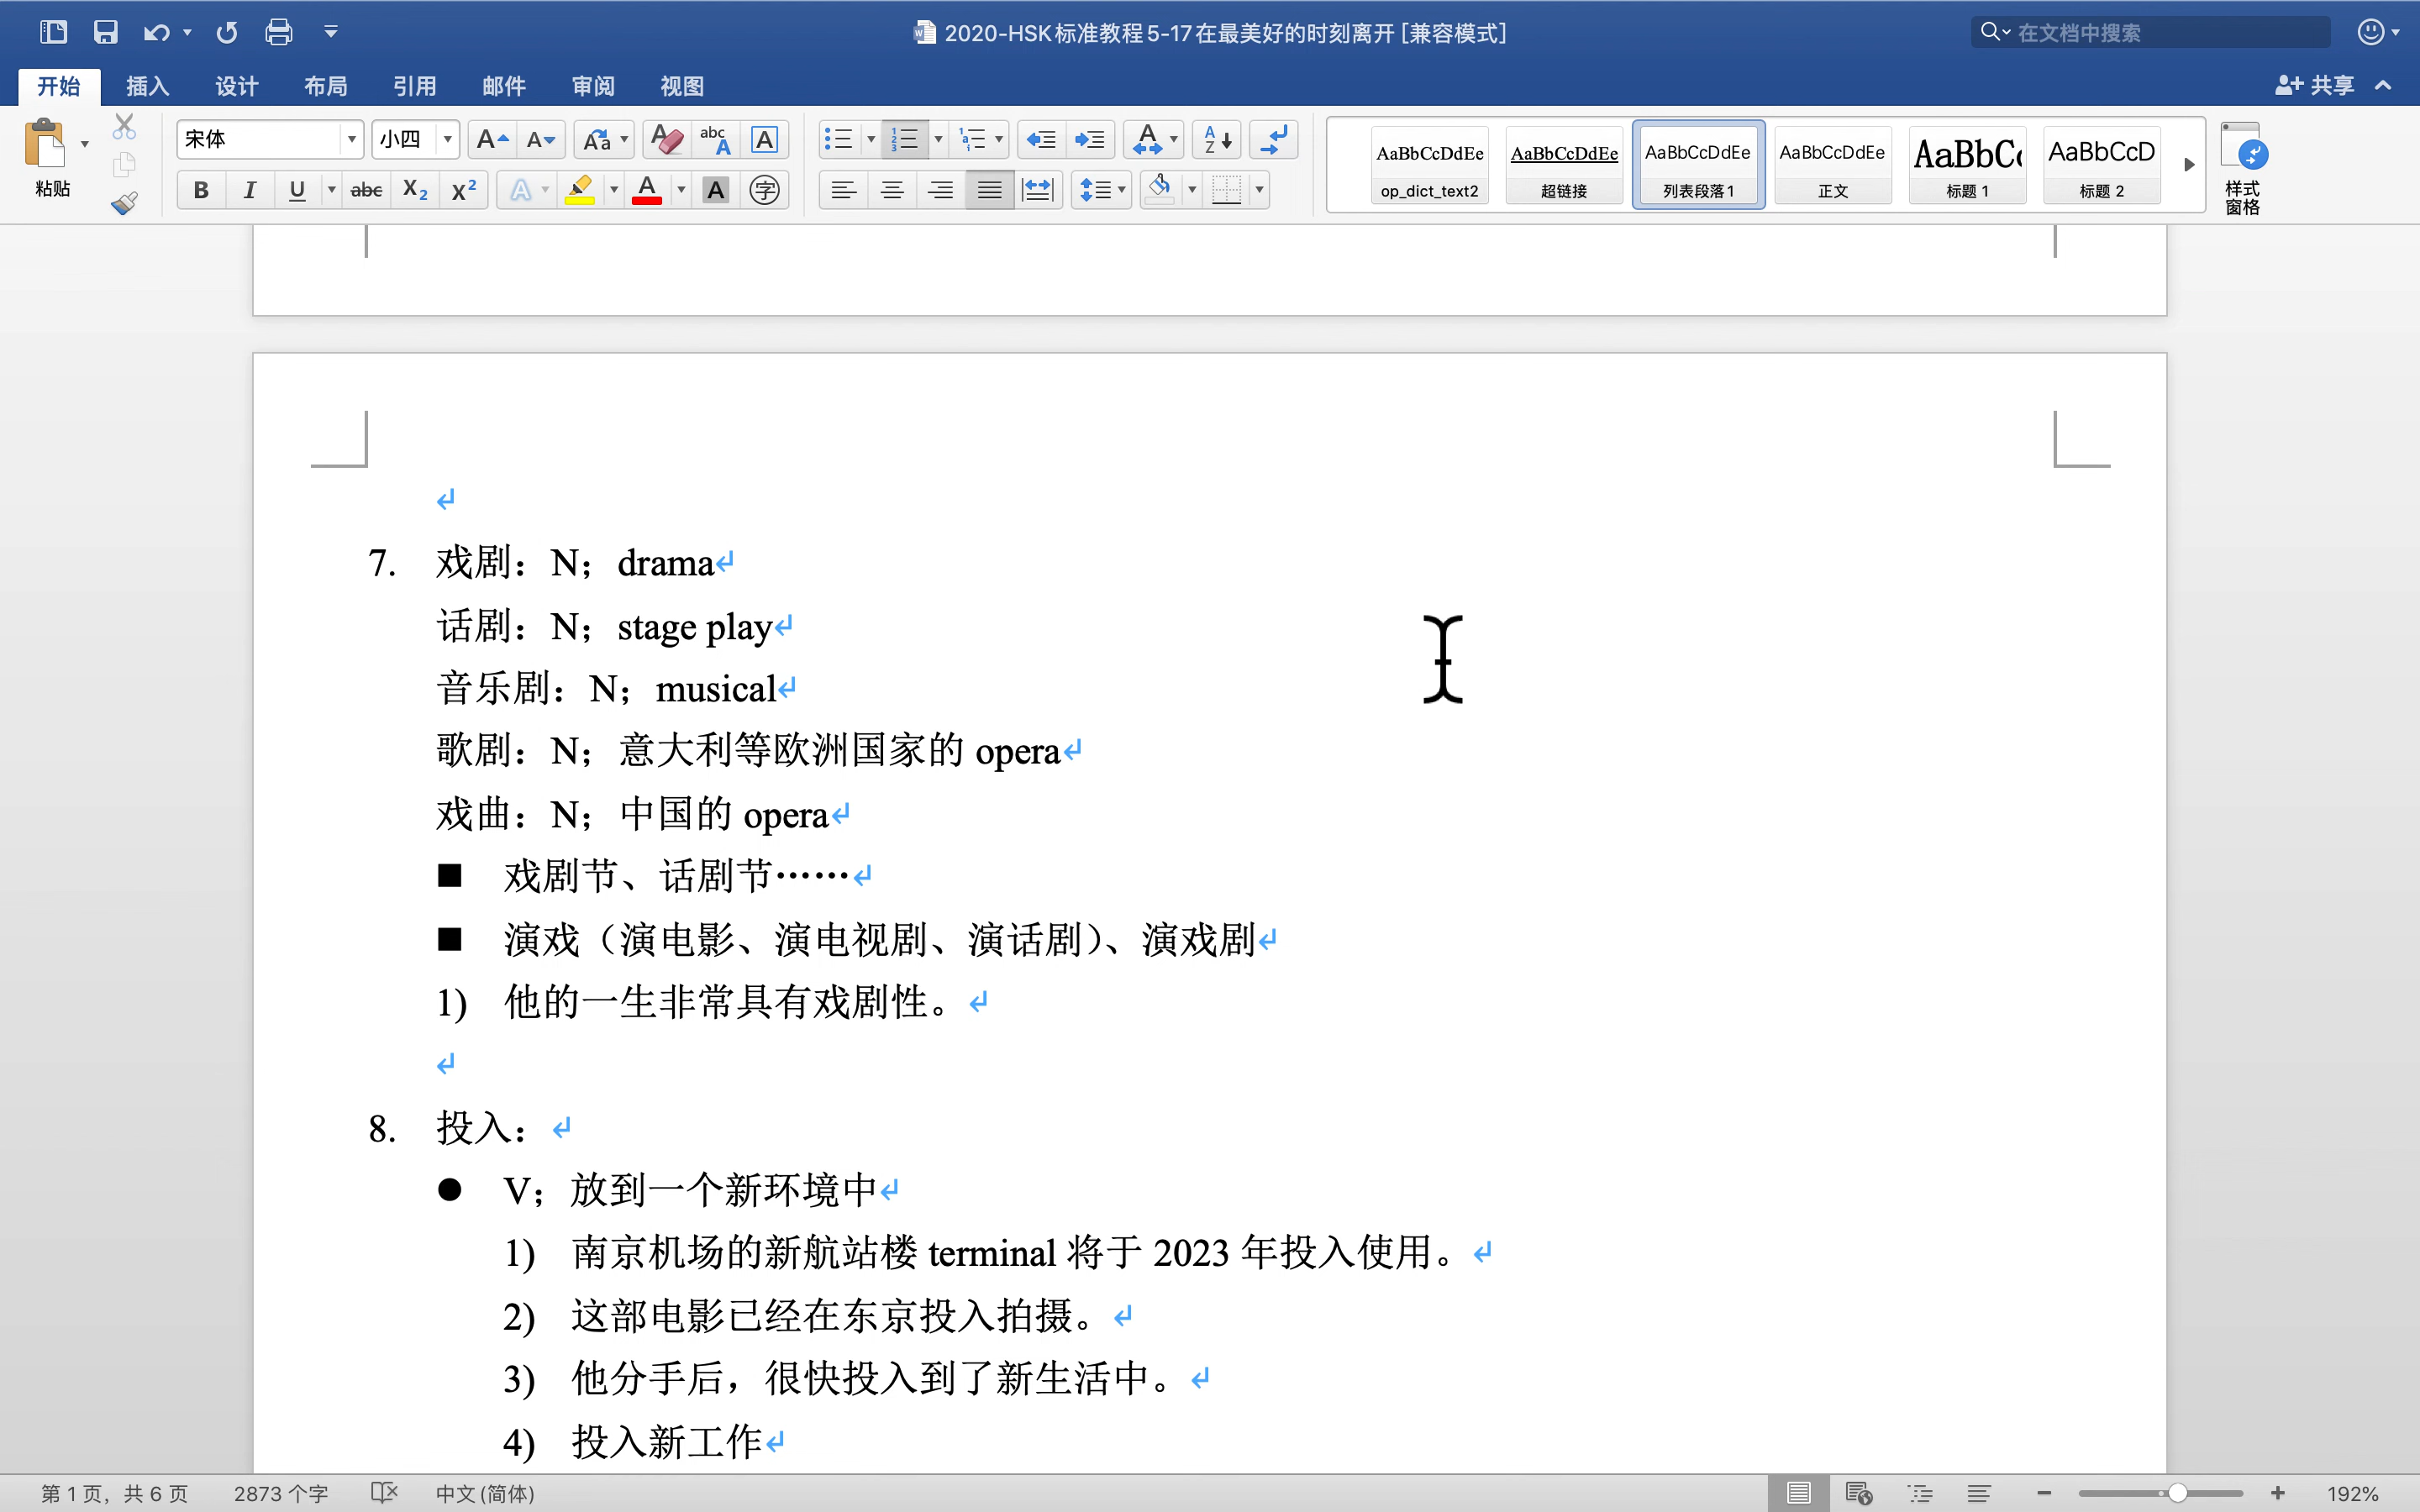 2020-HSK标准教程5-17在最美好的时刻离开 [兼容模式]
在文档中搜索
开始 插入 设计 布局 引用 邮件 审阅 视图
共享
粘贴
宋体 小四
AaBbCcDdEe AaBbCcDdEe AaBbCcDdEe AaBbCcDdEe AaBbCc AaBbCcD
op_dict_text2 超链接 列表段落1 正文 标题 1 标题 2
样式
窗格
7. 戏剧：N；drama
话剧：N；stage play
音乐剧：N；musical
歌剧：N；意大利等欧洲国家的 opera
戏曲：N；中国的 opera
■ 戏剧节、话剧节……
■ 演戏（演电影、演电视剧、演话剧）、演戏剧
1) 他的一生非常具有戏剧性。
8. 投入：
● V；放到一个新环境中
1) 南京机场的新航站楼 terminal 将于 2023 年投入使用。
2) 这部电影已经在东京投入拍摄。
3) 他分手后，很快投入到了新生活中。
4) 投入新工作
第 1 页，共 6 页 2873 个字 中文 (简体) 192%